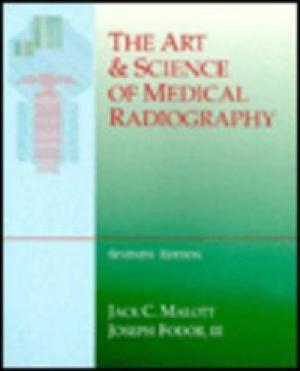 THE ART
& SCIENCE
OF MEDICAL
RADIOGRAPHY
SEVENTH EDITION
JACK C. MALOTT
JOSEPH FODOR, III